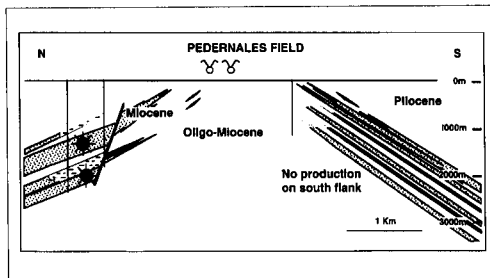 PEDERNALES FIELD
N
S
0m
Miocene
Pliocene
1000m
Oligo-Miocene
No production
on south flank
2000m
1 Km
3000m